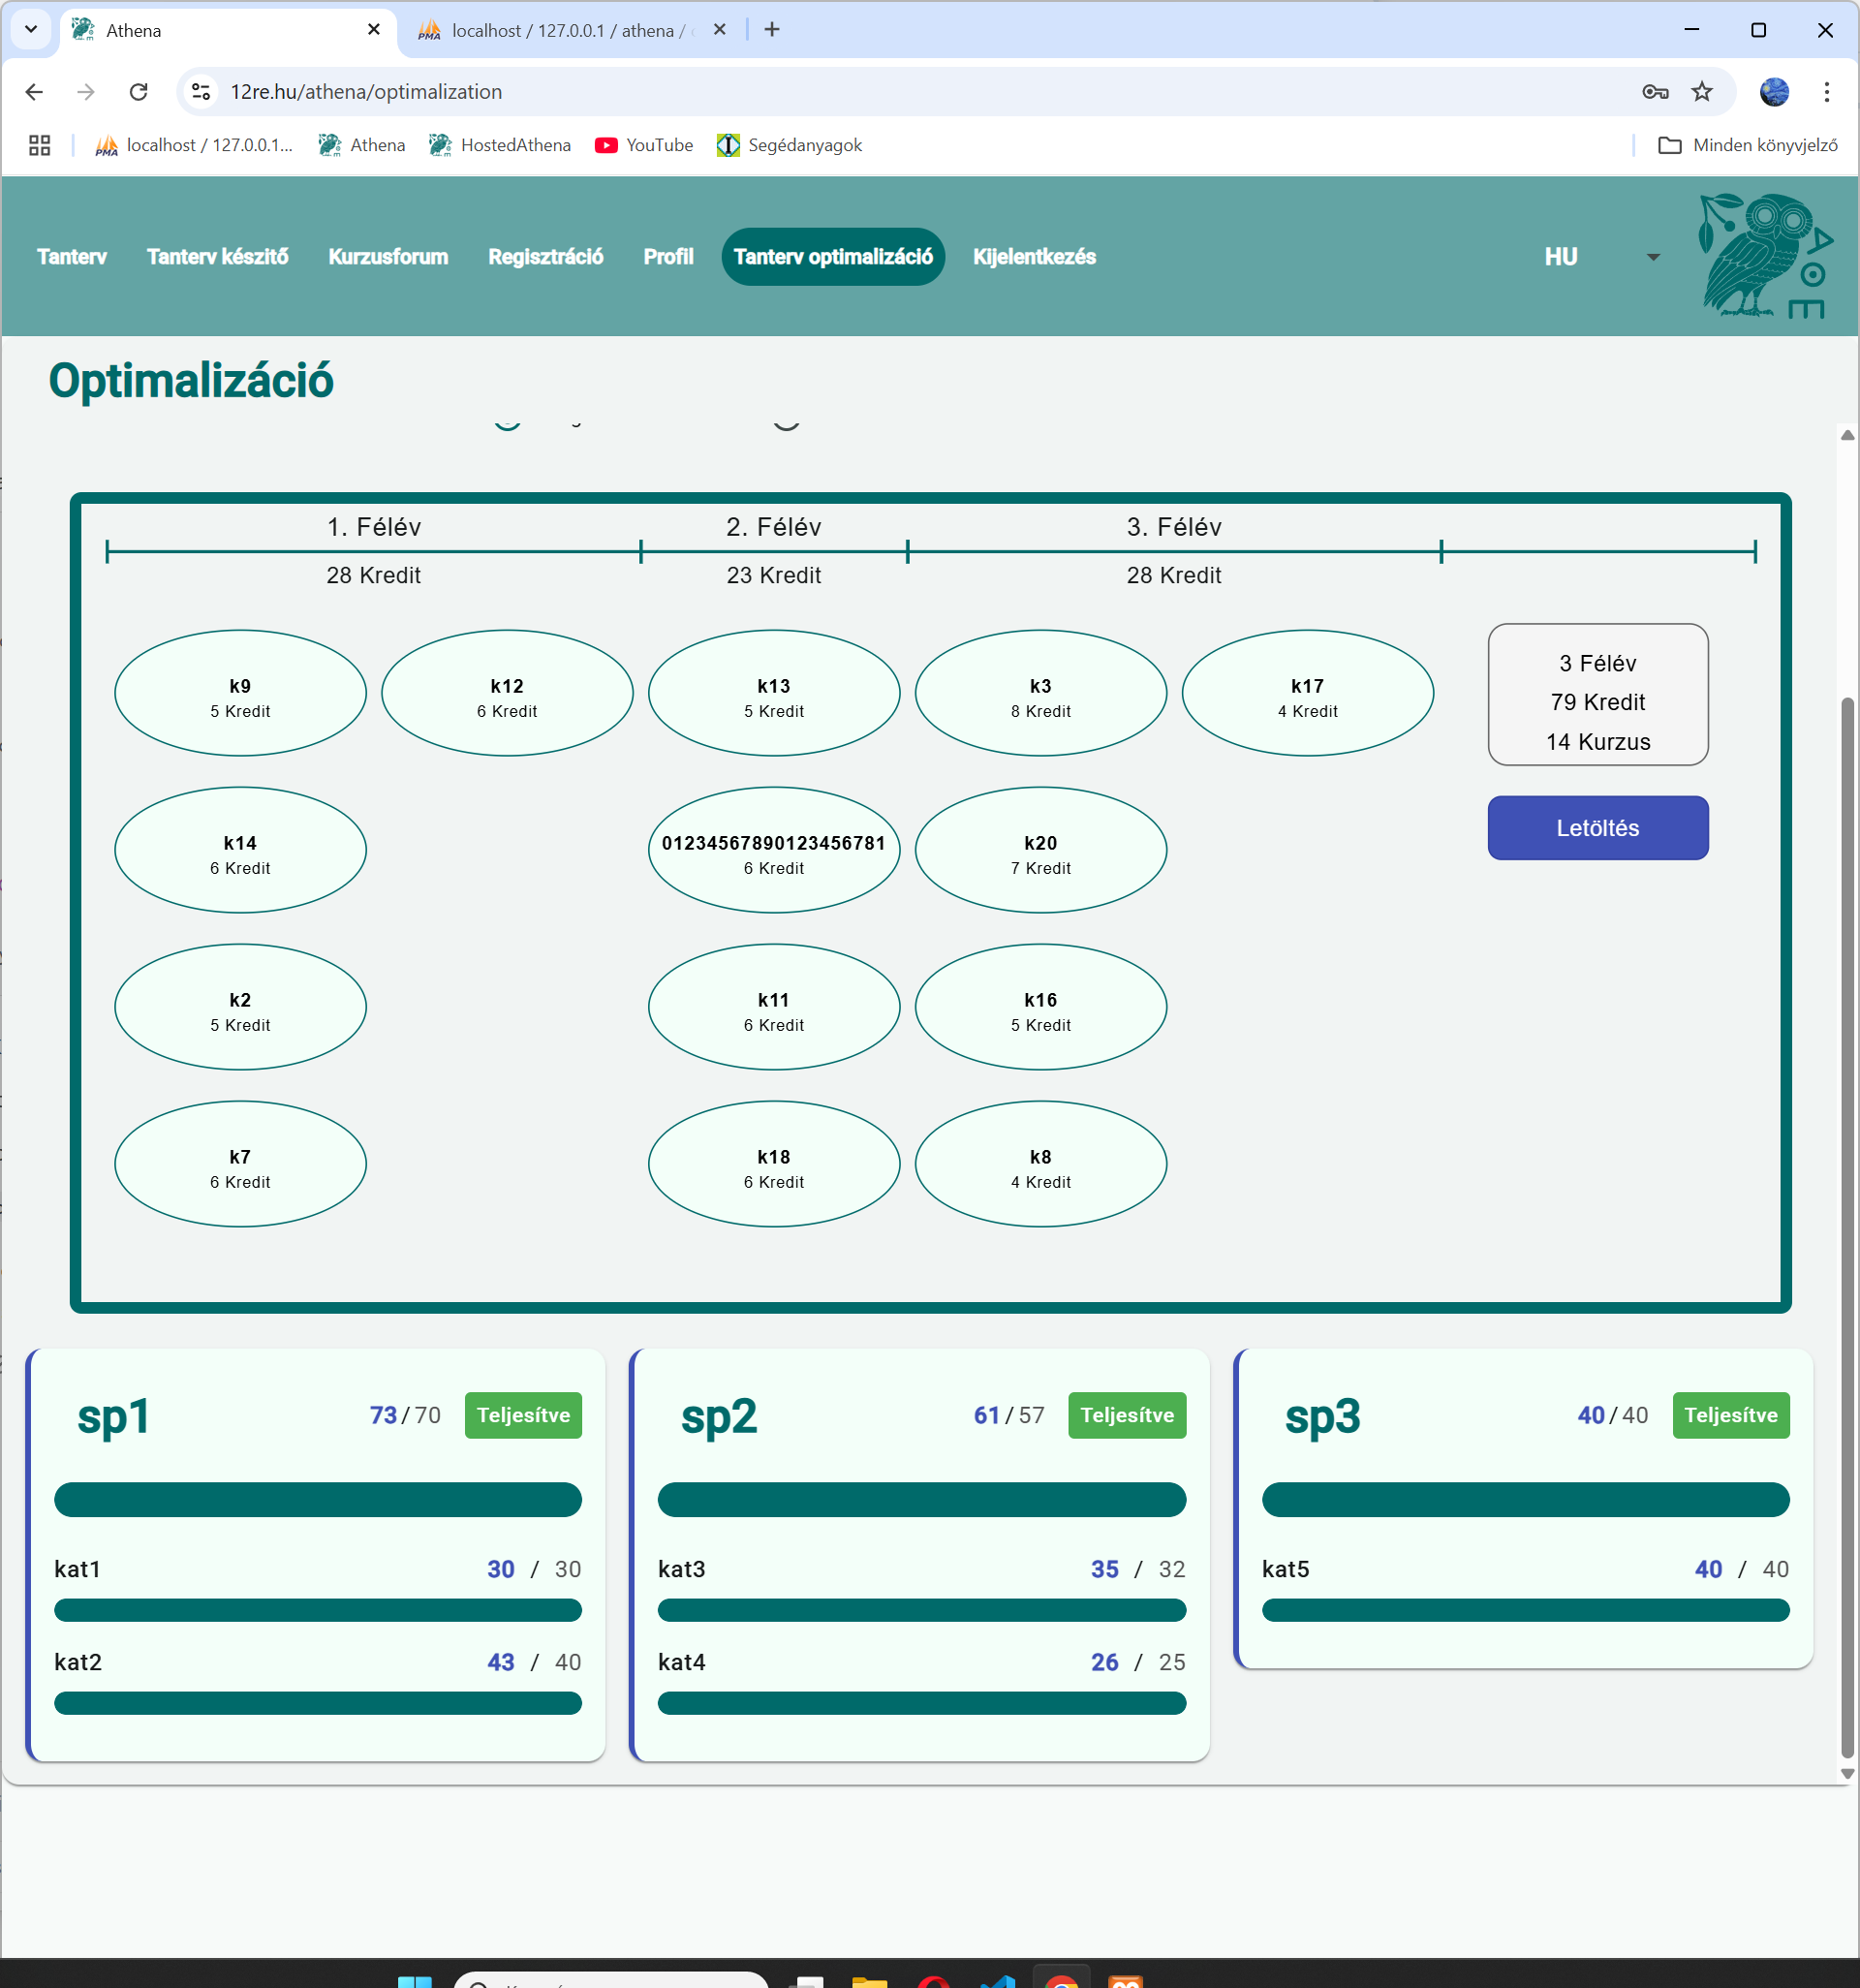 Athena
localhost / 127.0.0.1 / athena /
12re.hu/athena/optimalization
localhost / 127.0.0.1...
Athena
HostedAthena
YouTube
Segédanyagok
Minden könyvjelző
Tanterv
Tanterv készítő
Kurzusforum
Regisztráció
Profil
Tanterv optimalizáció
Kijelentkezés
HU
Optimalizáció
1. Félév
2. Félév
3. Félév
28 Kredit
23 Kredit
28 Kredit
k9
5 Kredit
k12
6 Kredit
k13
5 Kredit
k3
8 Kredit
k17
4 Kredit
3 Félév
79 Kredit
14 Kurzus
Letöltés
k14
6 Kredit
01234567890123456781
6 Kredit
k20
7 Kredit
k2
5 Kredit
k11
6 Kredit
k16
5 Kredit
k7
6 Kredit
k18
6 Kredit
k8
4 Kredit
sp1
73 / 70
Teljesítve
kat1
30 / 30
kat2
43 / 40
sp2
61 / 57
Teljesítve
kat3
35 / 32
kat4
26 / 25
sp3
40 / 40
Teljesítve
kat5
40 / 40